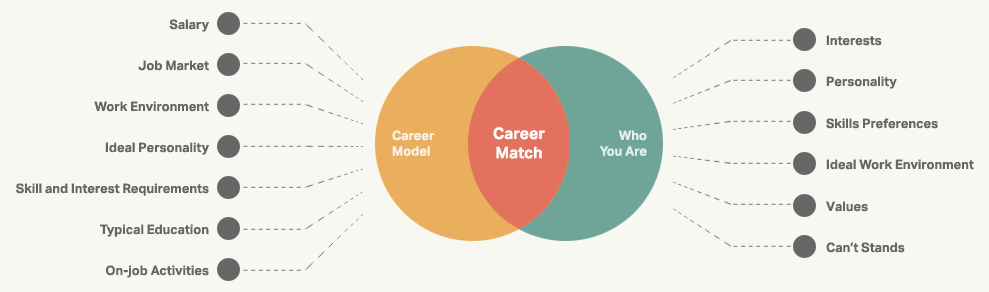 Salary
Job Market
Work Environment
Ideal Personality
Skill and Interest Requirements
Typical Education
On-job Activities
Career
Model
Career
Match
Who
You Are
Interests
Personality
Skills Preferences
Ideal Work Environment
Values
Can't Stands